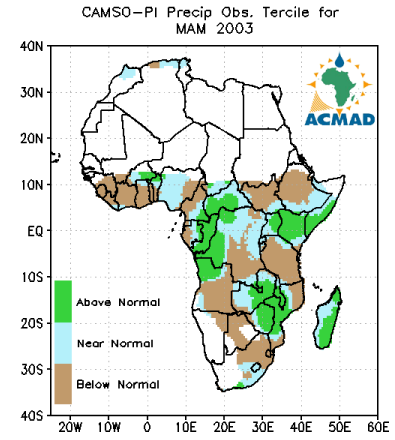 CAMSO-PI Precip Obs. Tercile for
MAM 2003
40N
30N
20N
10N
EQ
10S
20S
30S
40S
ACMAD
Above Normal
Near Normal
Below Normal
20W 10W 0 10E 20E 30E 40E 50E 60E